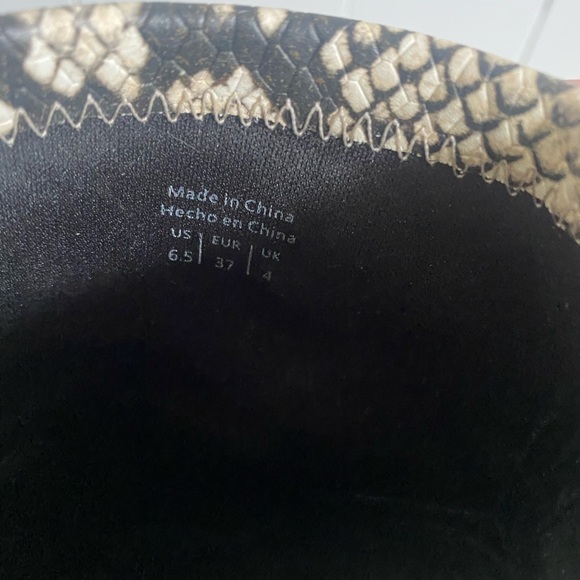 Made in China
Hecho en China
US | EUR | UK
6.5 | 37 | 4